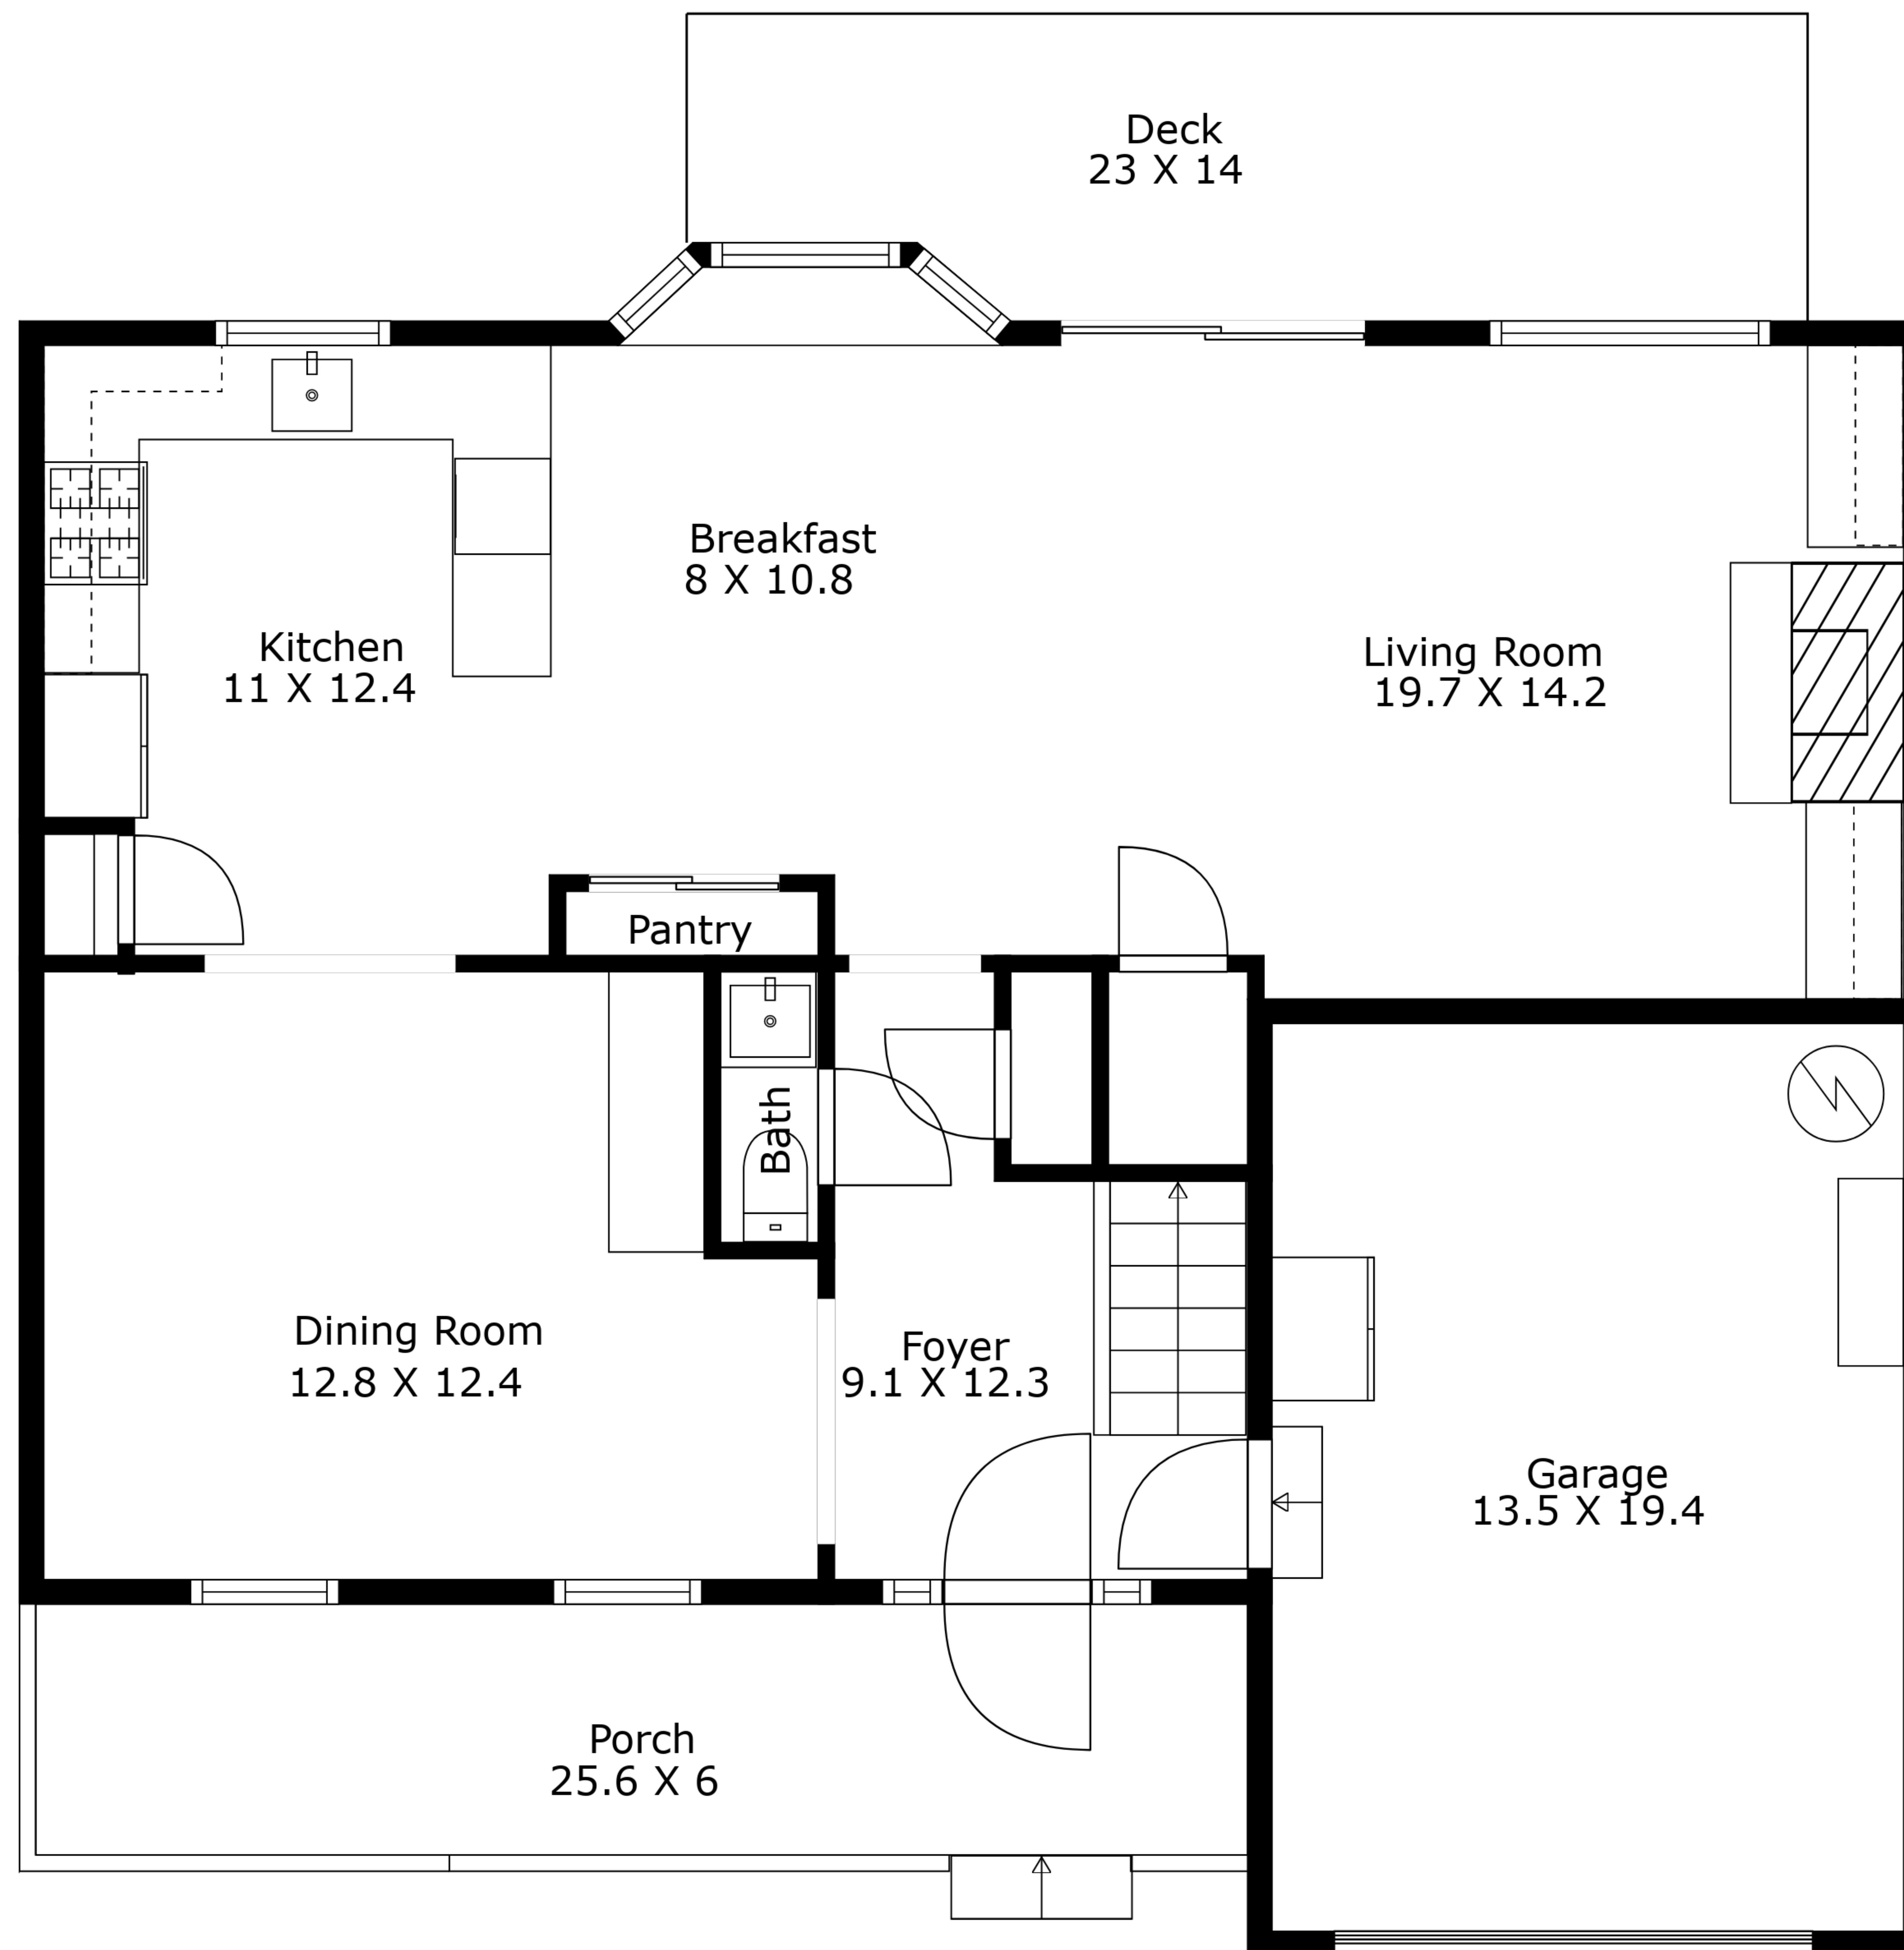 Deck
23 X 14
Breakfast
8 X 10.8
Kitchen
11 X 12.4
Living Room
19.7 X 14.2
Pantry
Bath
Dining Room
12.8 X 12.4
Foyer
9.1 X 12.3
Garage
13.5 X 19.4
Porch
25.6 X 6